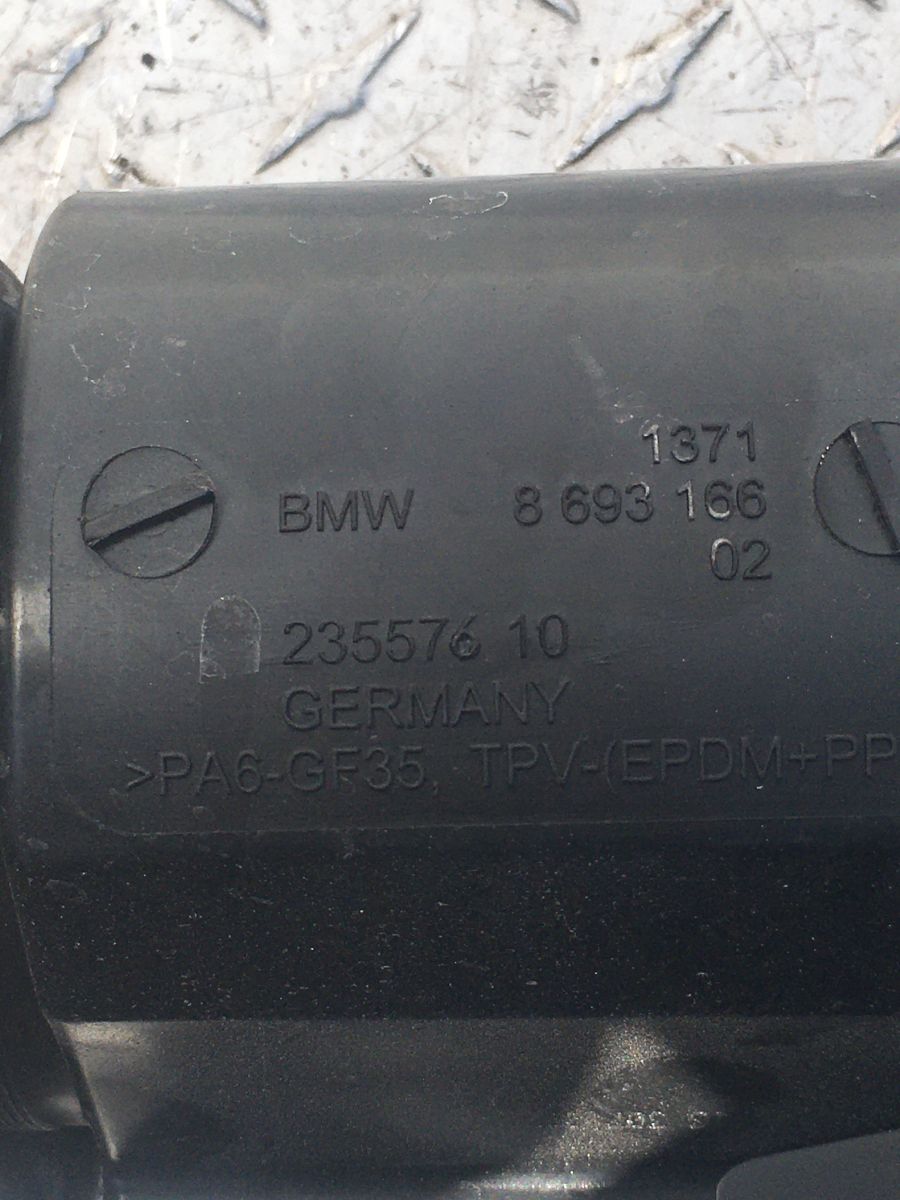 1371
BMW 8 693 166
02
235576 10
GERMANY
>PA6-GF35, TPV-(EPDM+PP